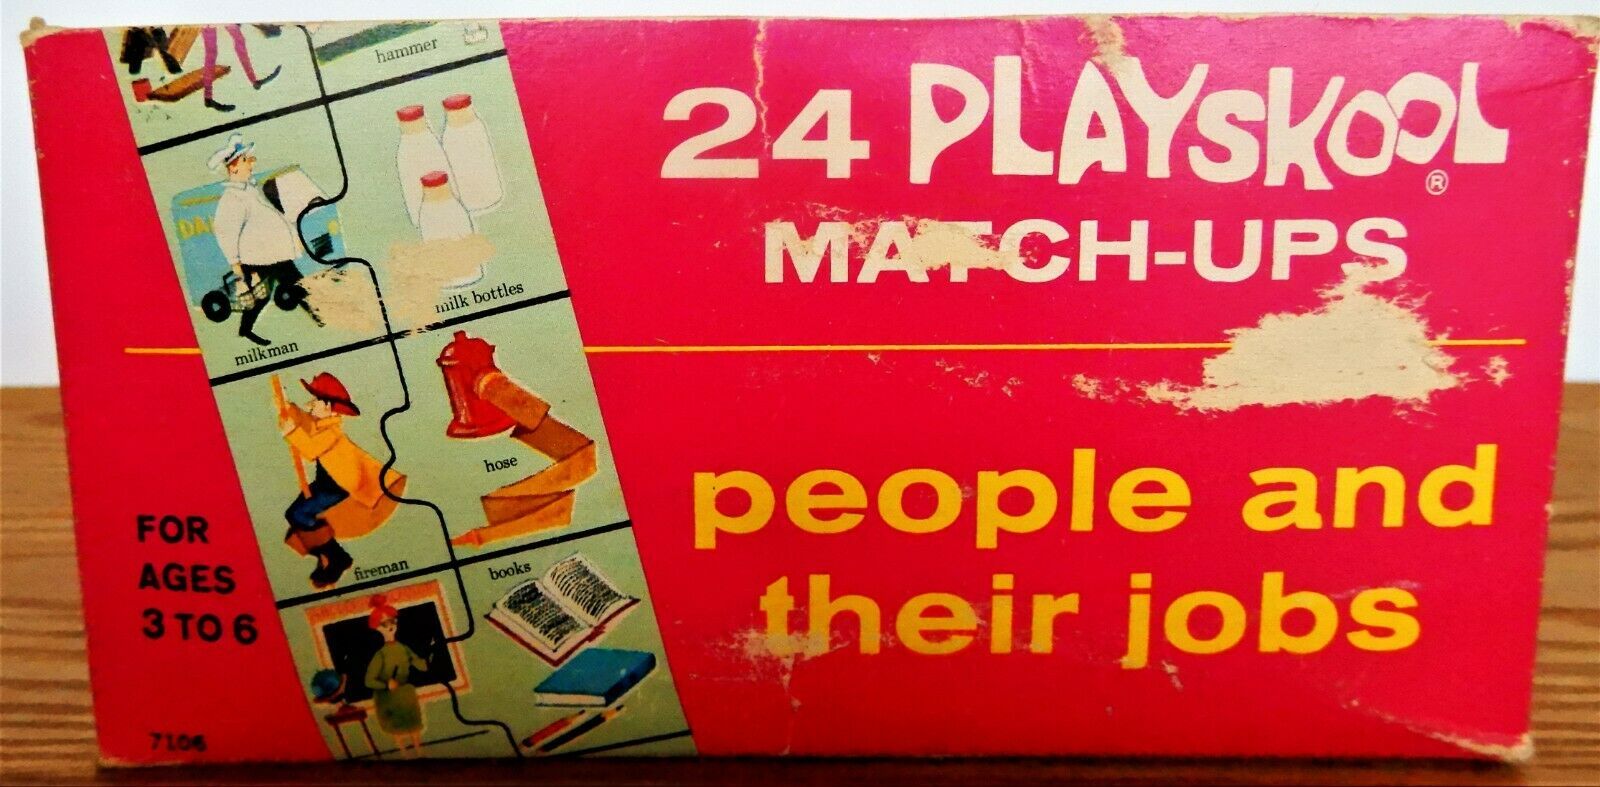 hammer
24 PLAYSKOOL®
MATCH-UPS
milk bottles
milkman
hose
fireman
books
people and
their jobs
FOR
AGES
3 TO 6
7106